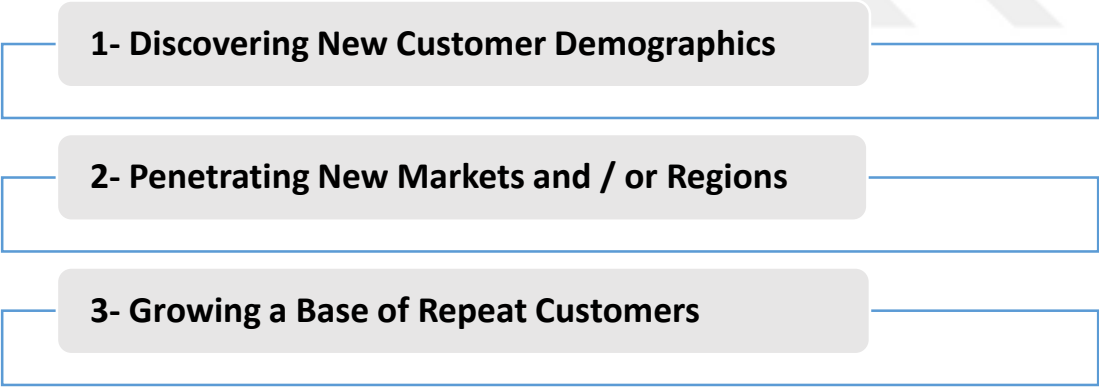 1- Discovering New Customer Demographics
2- Penetrating New Markets and / or Regions
3- Growing a Base of Repeat Customers